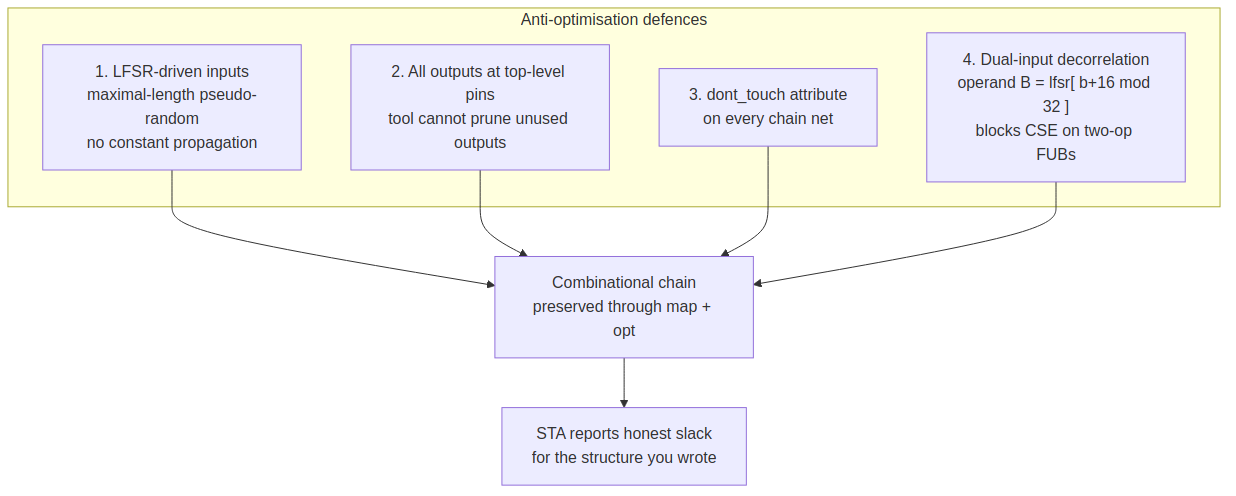 Anti-optimisation defences
1. LFSR-driven inputs
maximal-length pseudo-
random
no constant propagation
2. All outputs at top-level
pins
tool cannot prune unused
outputs
3. dont_touch attribute
on every chain net
4. Dual-input decorrelation
operand B = lfsr[ b+16 mod
32 ]
blocks CSE on two-op
FUBs
Combinational chain
preserved through map +
opt
STA reports honest slack
for the structure you wrote